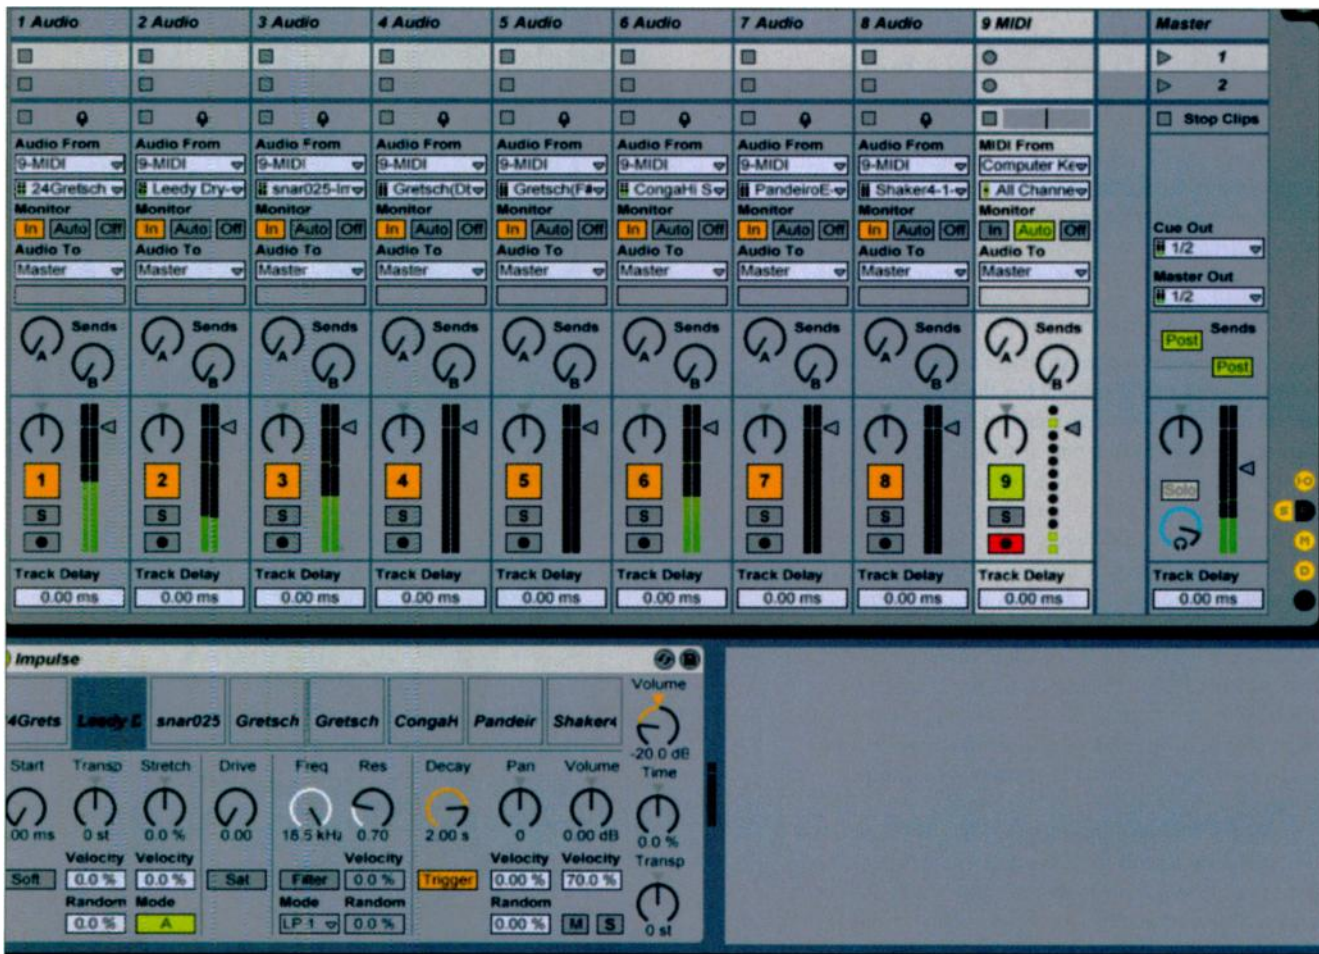 1 Audio 2 Audio 3 Audio 4 Audio 5 Audio 6 Audio 7 Audio 8 Audio 9 MIDI Master
1
2
Stop Clips
Audio From Audio From Audio From Audio From Audio From Audio From Audio From Audio From MIDI From
9-MIDI 9-MIDI 9-MIDI 9-MIDI 9-MIDI 9-MIDI 9-MIDI 9-MIDI Computer Ke
24Gretsch Leedy Dry- snar025-Im Gretsch(Dt Gretsch(F# CongaHi S PandeiroE- Shaker4-1- All Channe
Monitor Monitor Monitor Monitor Monitor Monitor Monitor Monitor Monitor
In Auto Off In Auto Off In Auto Off In Auto Off In Auto Off In Auto Off In Auto Off In Auto Off In Auto Off Cue Out
Audio To Audio To Audio To Audio To Audio To Audio To Audio To Audio To Audio To 1/2
Master Master Master Master Master Master Master Master Master Master Out
1/2
Sends Sends Sends Sends Sends Sends Sends Sends Sends Sends
A A A A A A A A A Post
B B B B B B B B B Post
1 2 3 4 5 6 7 8 9 Solo
S S S S S S S S S
I-O
S
M
D
Track Delay Track Delay Track Delay Track Delay Track Delay Track Delay Track Delay Track Delay Track Delay Track Delay
0.00 ms 0.00 ms 0.00 ms 0.00 ms 0.00 ms 0.00 ms 0.00 ms 0.00 ms 0.00 ms 0.00 ms
Impulse
Volume
4Grets Leedy D snar025 Gretsch Gretsch CongaH Pandeir Shaker4
-20.0 dB
Start Transp Stretch Drive Freq Res Decay Pan Volume Time
.00 ms 0 st 0.0 % 0.00 18.5 kHz 0.70 2.00 s 0 0.00 dB 0.0 %
Velocity Velocity Velocity Velocity Velocity Transp
Soft 0.0 % 0.0 % Sat Filter 0.0 % Trigger 0.00 % 70.0 %
Random Mode Mode Random Random
0.0 % A LP 1 0.0 % 0.00 % M S 0 st